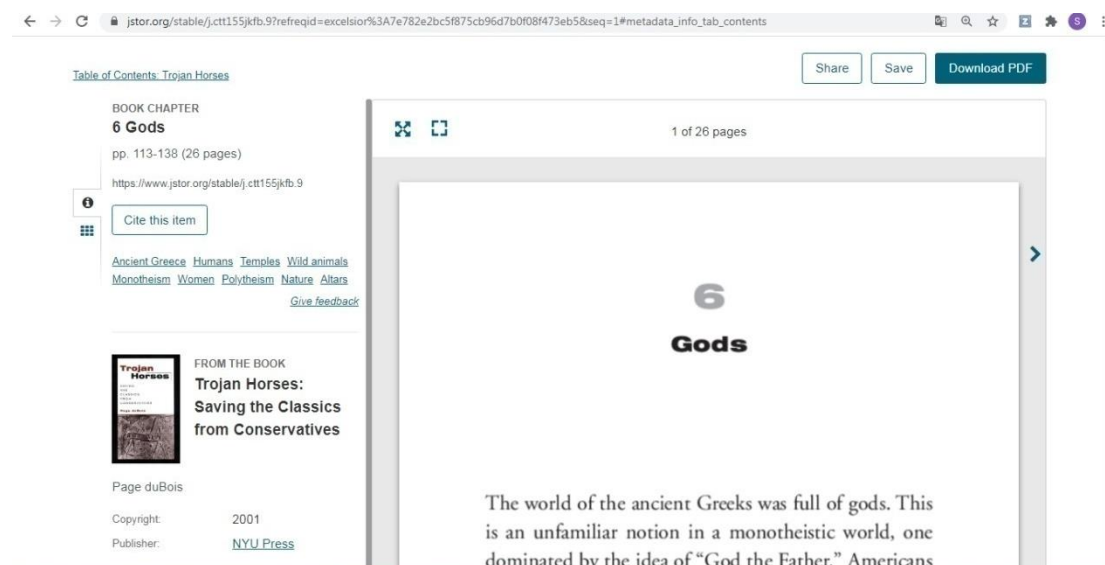 jstor.org/stable/j.ctt155jkfb.9?refreqid=excelsior%3A7e782e2bc5f875cb96d7b0f08f473eb5&seq=1#metadata_info_tab_contents
S
Table of Contents: Trojan Horses
Share
Save
Download PDF
BOOK CHAPTER
6 Gods
pp. 113-138 (26 pages)
https://www.jstor.org/stable/j.ctt155jkfb.9
Cite this item
Ancient Greece Humans Temples Wild animals
Monotheism Women Polytheism Nature Altars
Give feedback
Trojan
Horses
FROM THE BOOK
Trojan Horses:
Saving the Classics
from Conservatives
Page duBois
Copyright: 2001
Publisher: NYU Press
1 of 26 pages
6
Gods
The world of the ancient Greeks was full of gods. This
is an unfamiliar notion in a monotheistic world, one
dominated by the idea of “God the Father.” Americans